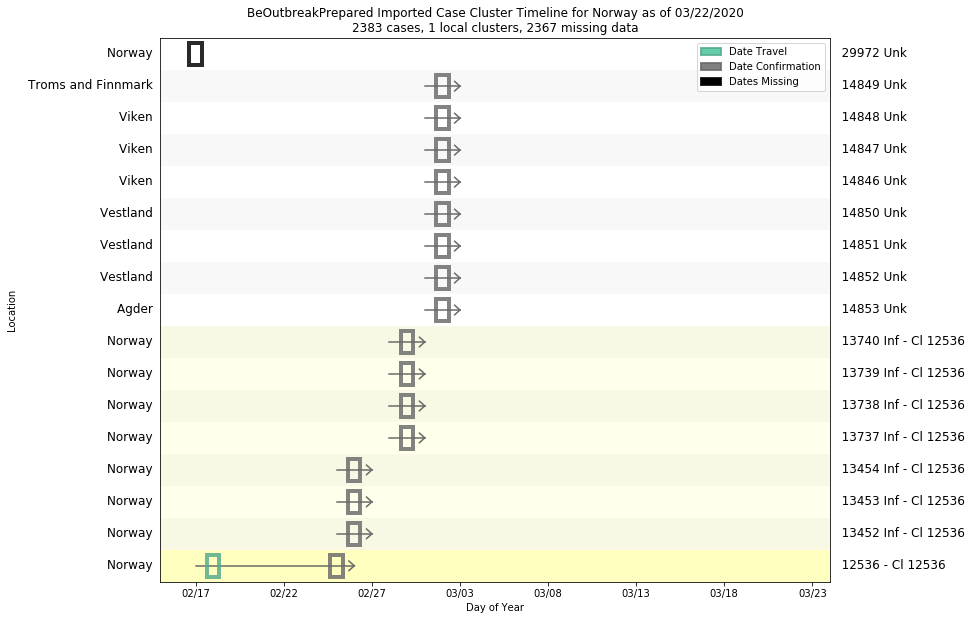 BeOutbreakPrepared Imported Case Cluster Timeline for Norway as of 03/22/2020
2383 cases, 1 local clusters, 2367 missing data
Date Travel
Date Confirmation
Dates Missing
Norway 29972 Unk
Troms and Finnmark 14849 Unk
Viken 14848 Unk
Viken 14847 Unk
Viken 14846 Unk
Vestland 14850 Unk
Vestland 14851 Unk
Vestland 14852 Unk
Agder 14853 Unk
Norway 13740 Inf - Cl 12536
Norway 13739 Inf - Cl 12536
Norway 13738 Inf - Cl 12536
Norway 13737 Inf - Cl 12536
Norway 13454 Inf - Cl 12536
Norway 13453 Inf - Cl 12536
Norway 13452 Inf - Cl 12536
Norway 12536 - Cl 12536
Location
02/17 02/22 02/27 03/03 03/08 03/13 03/18 03/23
Day of Year